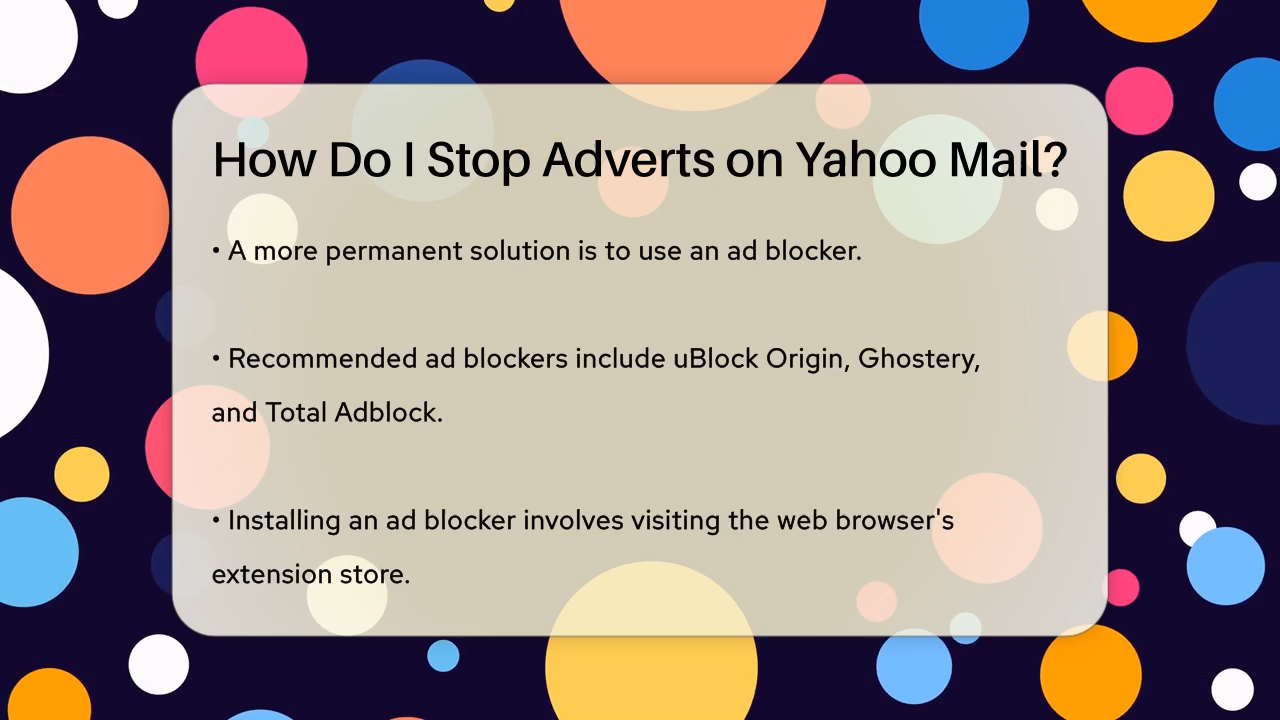 How Do I Stop Adverts on Yahoo Mail?
• A more permanent solution is to use an ad blocker.
• Recommended ad blockers include uBlock Origin, Ghostery,
and Total Adblock.
• Installing an ad blocker involves visiting the web browser's
extension store.